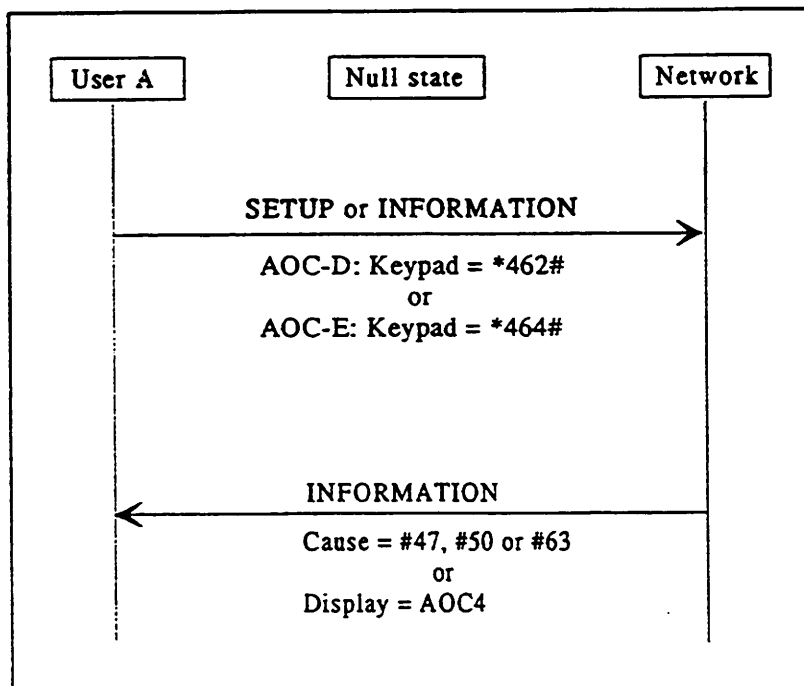 User A
Null state
Network
SETUP or INFORMATION
AOC-D: Keypad = *462#
or
AOC-E: Keypad = *464#
INFORMATION
Cause = #47, #50 or #63
or
Display = AOC4